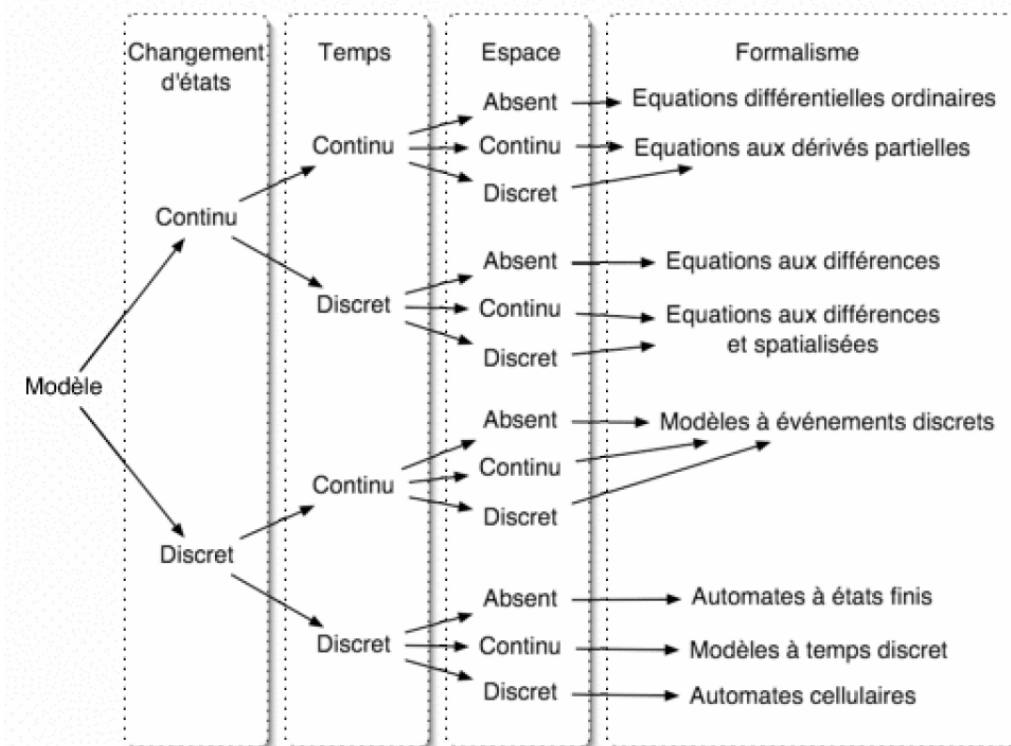 Changement
d'états
Temps
Espace
Formalisme
Absent
Equations différentielles ordinaires
Continu
Continu
Equations aux dérivés partielles
Discret
Continu
Absent
Equations aux différences
Discret
Continu
Equations aux différences
et spatialisées
Discret
Modèle
Absent
Modèles à événements discrets
Continu
Continu
Discret
Discret
Absent
Automates à états finis
Discret
Continu
Modèles à temps discret
Discret
Automates cellulaires